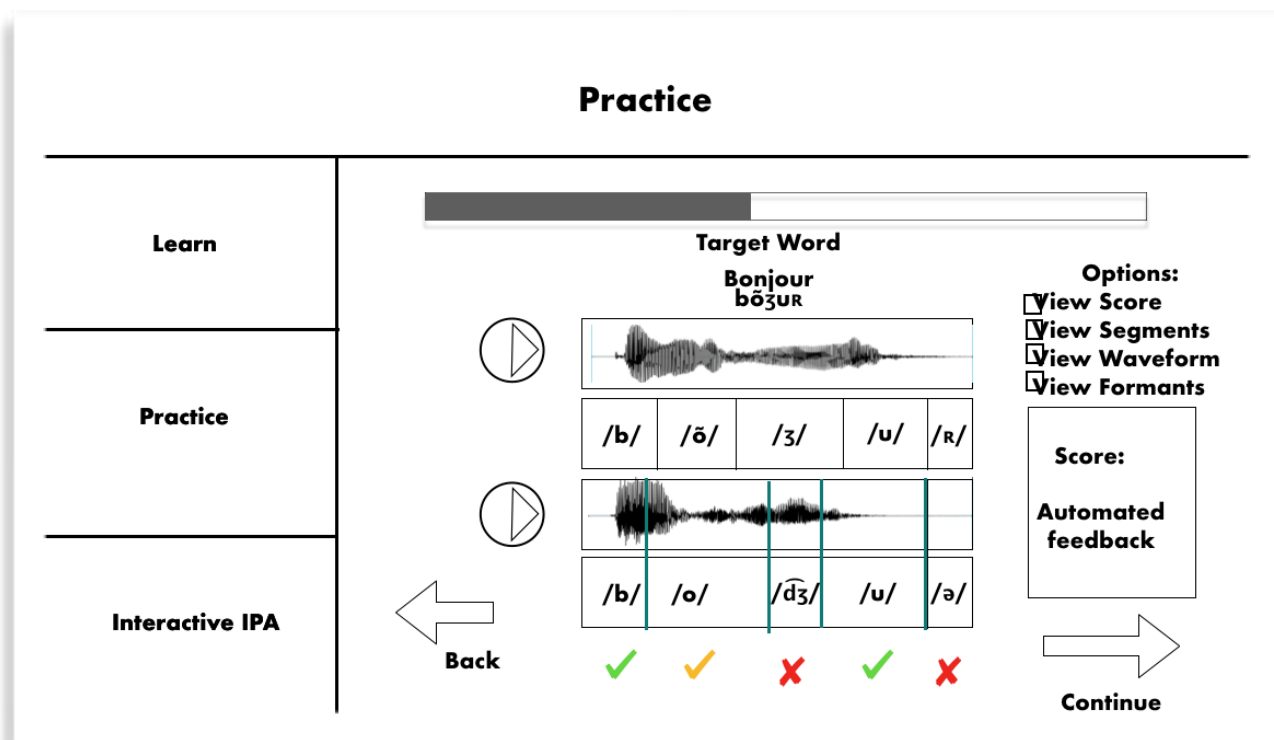 Practice
Learn
Practice
Interactive IPA
Target Word
Bonjour
bõʒuʀ
/b/ /õ/ /ʒ/ /u/ /ʀ/
/b/ /o/ /d͡ʒ/ /u/ /ə/
Back
Options:
View Score
View Segments
View Waveform
View Formants
Score:
Automated
feedback
Continue